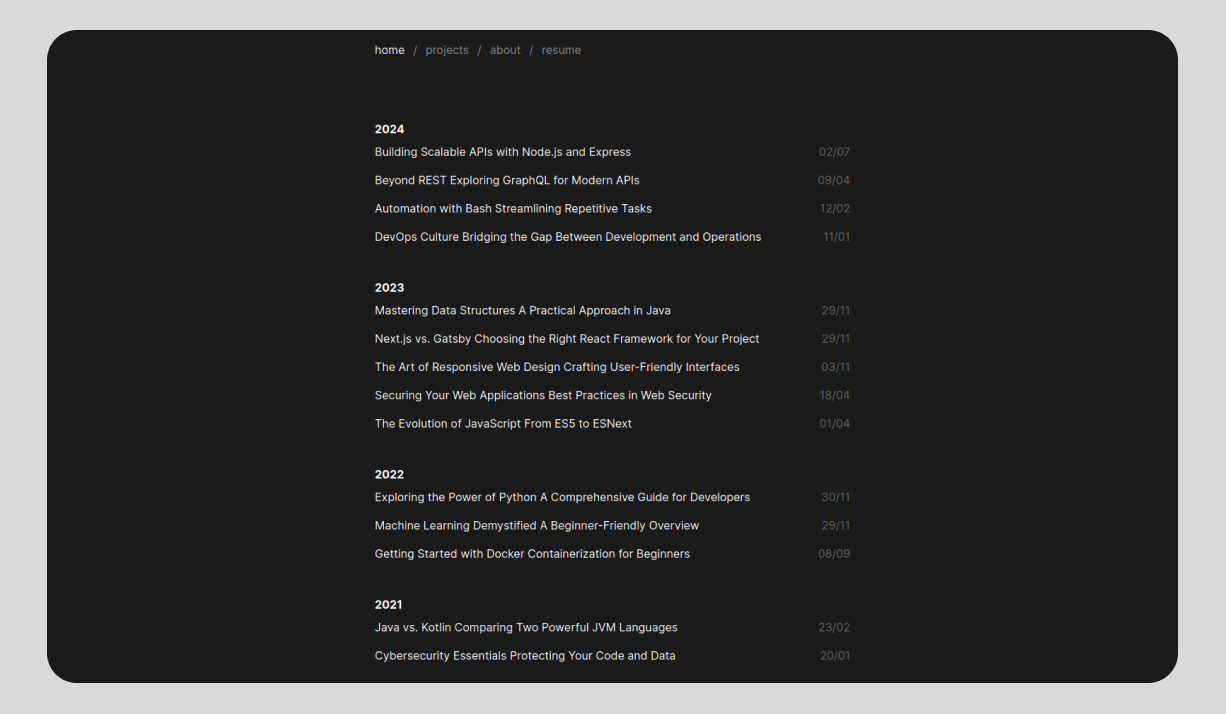 home / projects / about / resume
2024
Building Scalable APIs with Node.js and Express 02/07
Beyond REST Exploring GraphQL for Modern APIs 09/04
Automation with Bash Streamlining Repetitive Tasks 12/02
DevOps Culture Bridging the Gap Between Development and Operations 11/01
2023
Mastering Data Structures A Practical Approach in Java 29/11
Next.js vs. Gatsby Choosing the Right React Framework for Your Project 29/11
The Art of Responsive Web Design Crafting User-Friendly Interfaces 03/11
Securing Your Web Applications Best Practices in Web Security 18/04
The Evolution of JavaScript From ES5 to ESNext 01/04
2022
Exploring the Power of Python A Comprehensive Guide for Developers 30/11
Machine Learning Demystified A Beginner-Friendly Overview 29/11
Getting Started with Docker Containerization for Beginners 08/09
2021
Java vs. Kotlin Comparing Two Powerful JVM Languages 23/02
Cybersecurity Essentials Protecting Your Code and Data 20/01